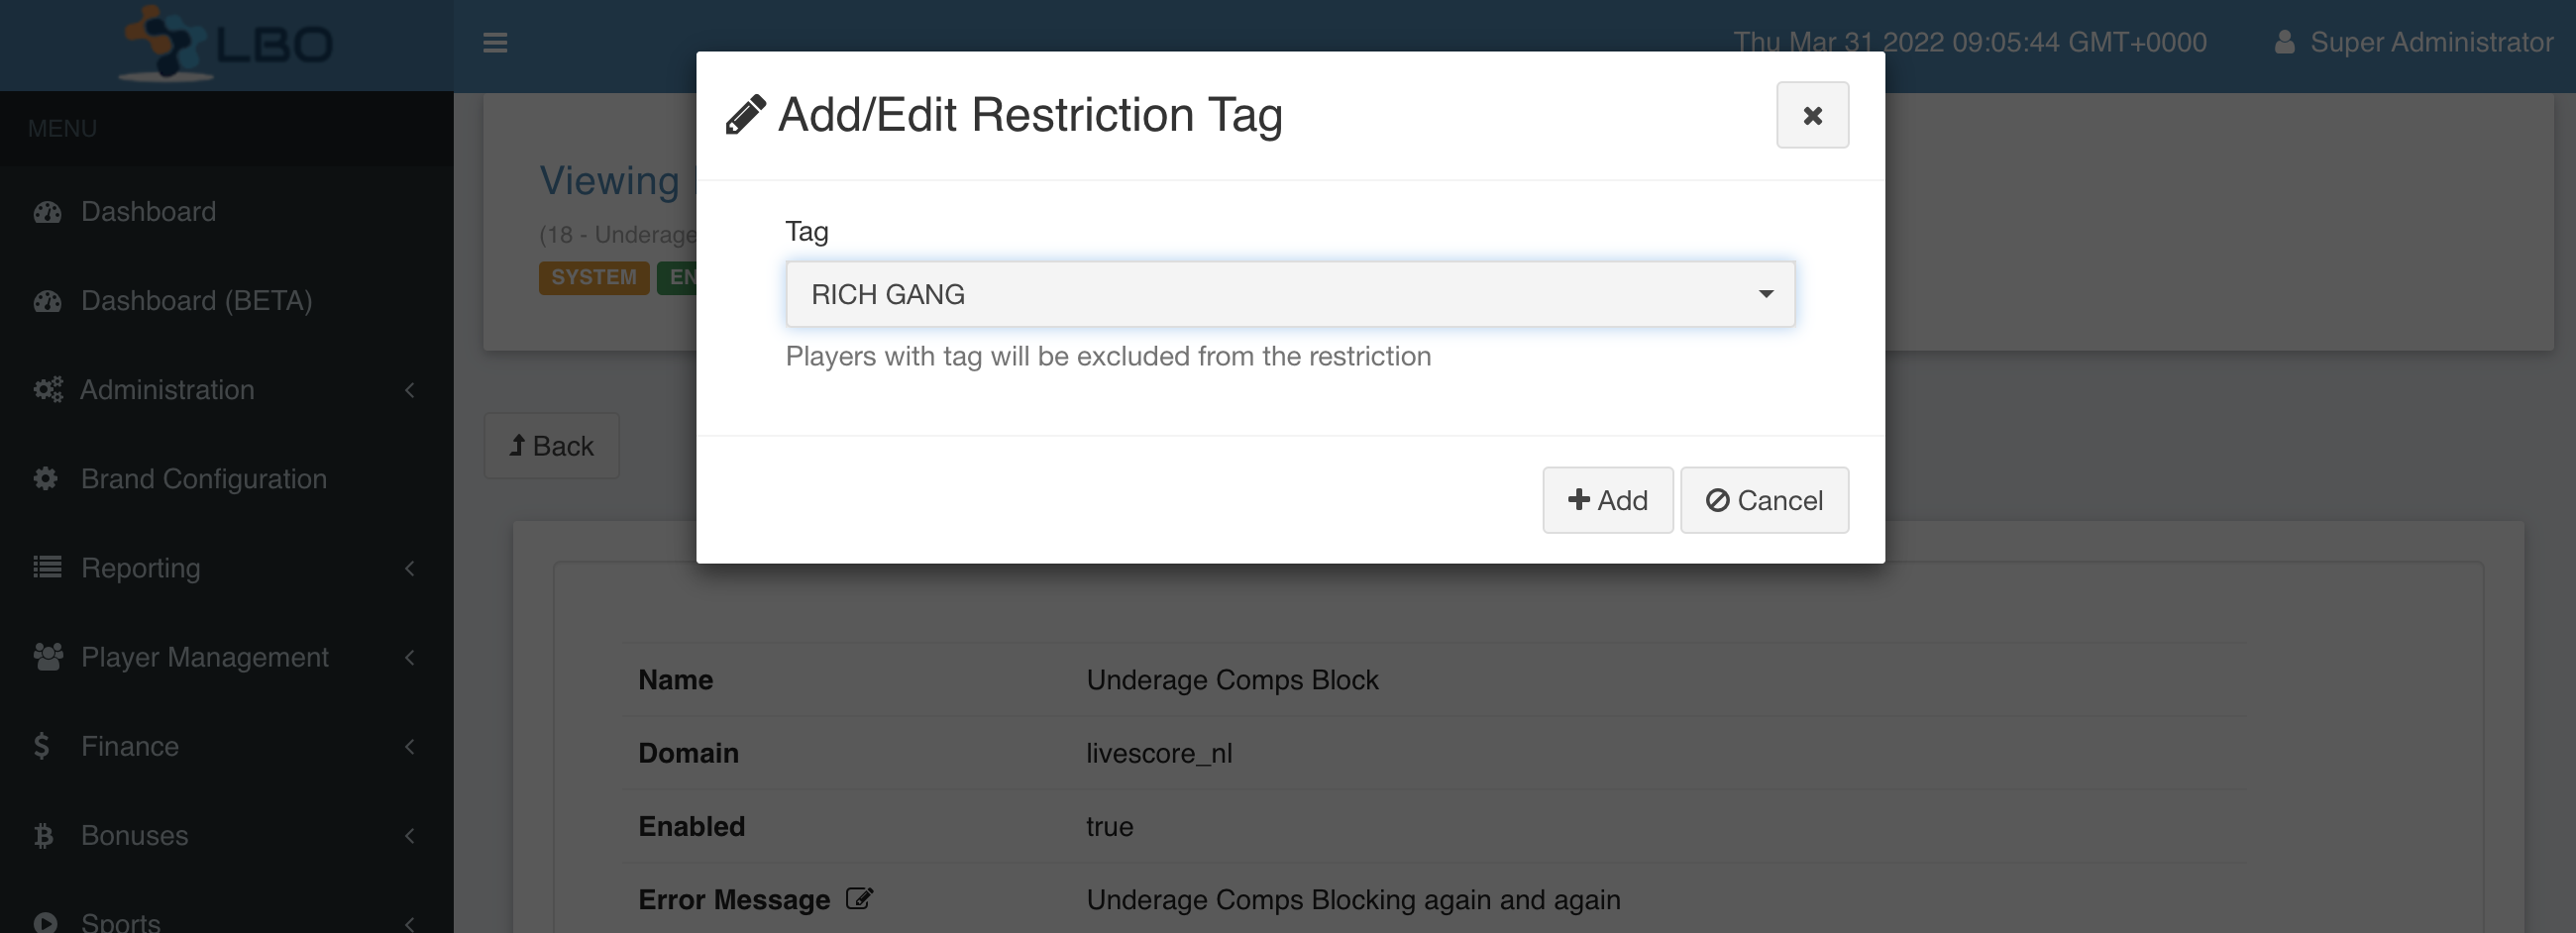 LBO
Thu Mar 31 2022 09:05:44 GMT+0000
Super Administrator
MENU
Dashboard
Dashboard (BETA)
Administration
Brand Configuration
Reporting
Player Management
Finance
Bonuses
Sports
Viewing
(18 - Underage
SYSTEM
EN
Back
Add/Edit Restriction Tag
Tag
RICH GANG
Players with tag will be excluded from the restriction
Add
Cancel
Name
Underage Comps Block
Domain
livescore_nl
Enabled
true
Error Message
Underage Comps Blocking again and again